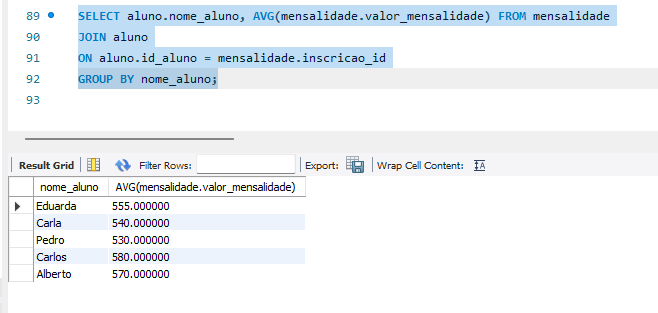 89 SELECT aluno.nome_aluno, AVG(mensalidade.valor_mensalidade) FROM mensalidade
90 JOIN aluno
91 ON aluno.id_aluno = mensalidade.inscricao_id
92 GROUP BY nome_aluno;
93
Result Grid Filter Rows: Export: Wrap Cell Content: IA
nome_aluno AVG(mensalidade.valor_mensalidade)
Eduarda 555.000000
Carla 540.000000
Pedro 530.000000
Carlos 580.000000
Alberto 570.000000